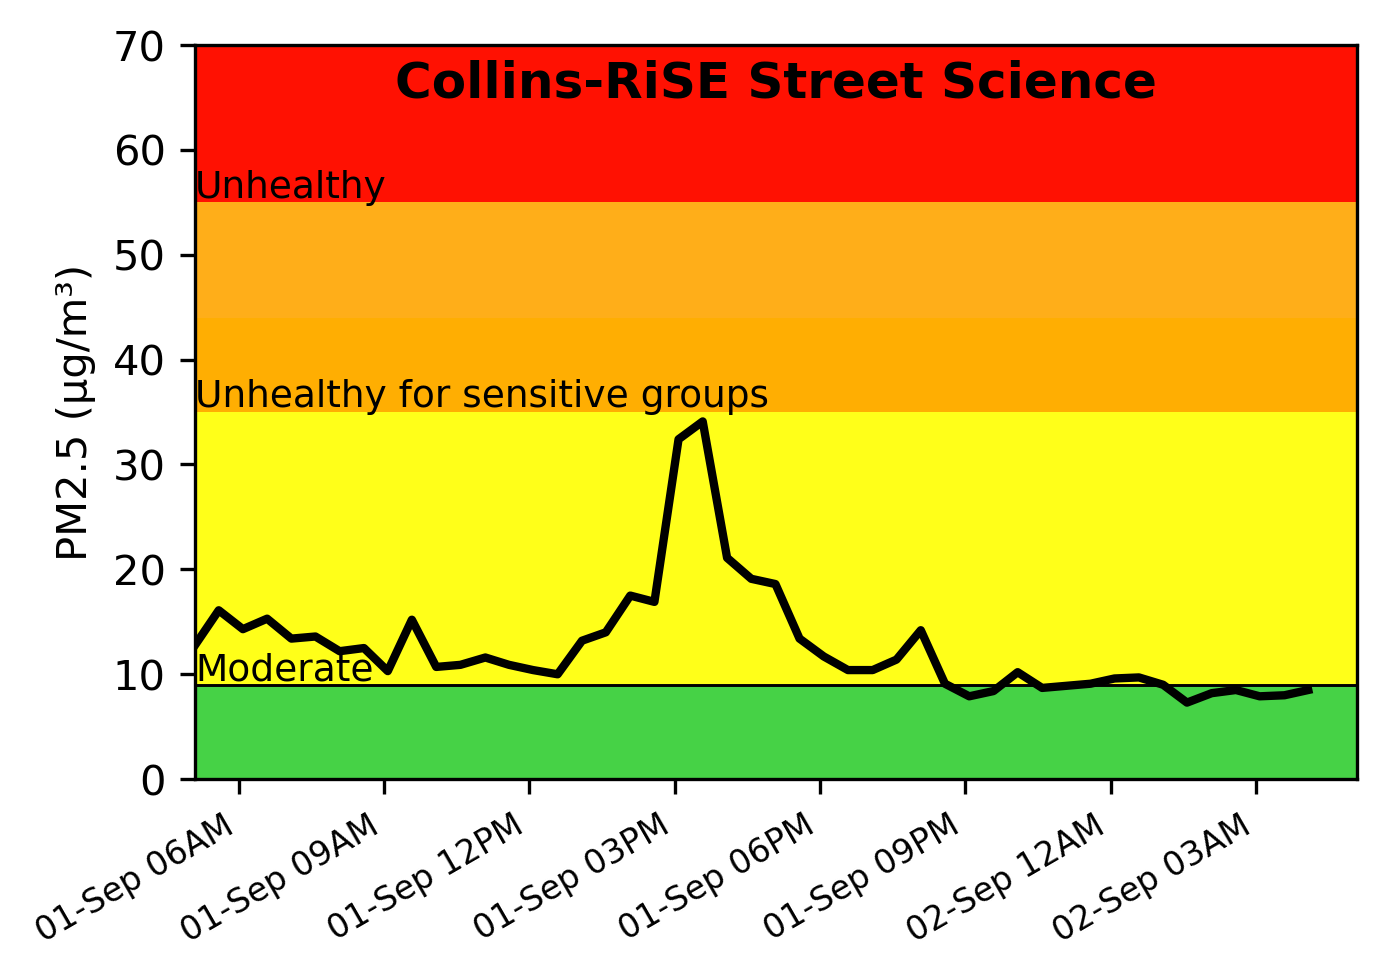 Collins-RiSE Street Science
70
60
50
40
30
20
10
0
PM2.5 (µg/m³)
Unhealthy
Unhealthy for sensitive groups
Moderate
01-Sep 06AM
01-Sep 09AM
01-Sep 12PM
01-Sep 03PM
01-Sep 06PM
01-Sep 09PM
02-Sep 12AM
02-Sep 03AM